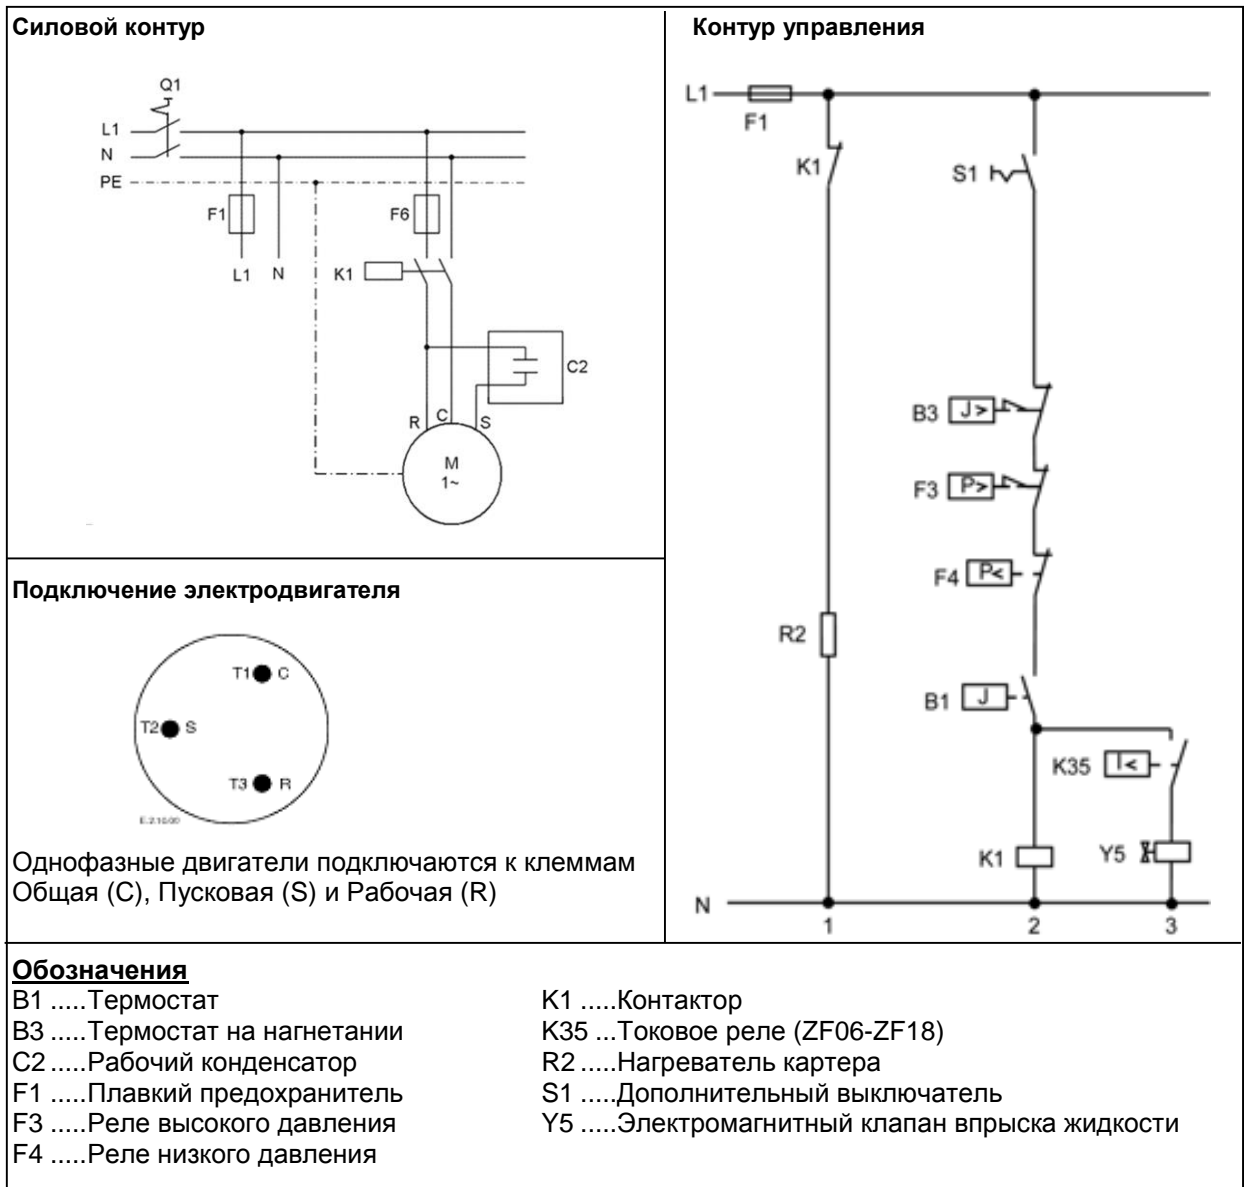 Силовой контур
Q1
L1
N
PE
F1
F6
L1 N
K1
C2
R C S
M
1~
Подключение электродвигателя
T1 C
T2 S
T3 R
E.2.10.00
Однофазные двигатели подключаются к клеммам
Общая (C), Пусковая (S) и Рабочая (R)
Контур управления
L1
F1
K1
S1
B3 J>
F3 P>
F4 P<
R2
B1 J
K35 I<
K1
Y5
N
1 2 3
Обозначения
B1 .....Термостат
B3 .....Термостат на нагнетании
C2 .....Рабочий конденсатор
F1 .....Плавкий предохранитель
F3 .....Реле высокого давления
F4 .....Реле низкого давления
K1 .....Контактор
K35 ...Токовое реле (ZF06-ZF18)
R2 .....Нагреватель картера
S1 .....Дополнительный выключатель
Y5 .....Электромагнитный клапан впрыска жидкости